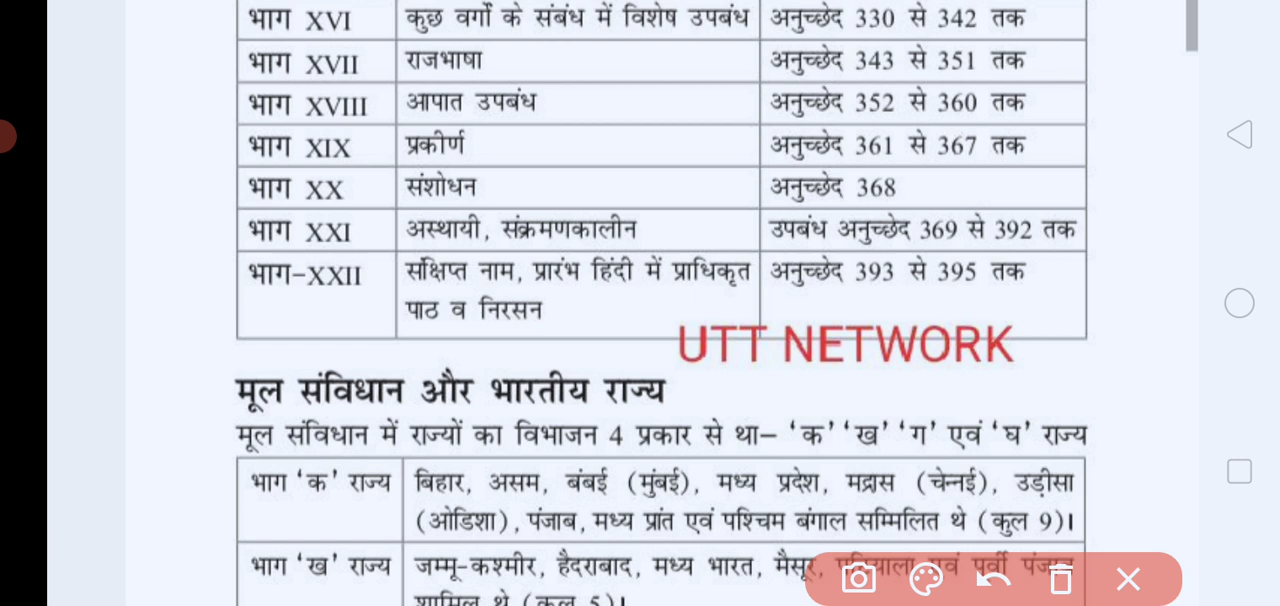 भाग XVI कुछ वर्गों के संबंध में विशेष उपबंध अनुच्छेद 330 से 342 तक
भाग XVII राजभाषा अनुच्छेद 343 से 351 तक
भाग XVIII आपात उपबंध अनुच्छेद 352 से 360 तक
भाग XIX प्रकीर्ण अनुच्छेद 361 से 367 तक
भाग XX संशोधन अनुच्छेद 368
भाग XXI अस्थायी, संक्रमणकालीन उपबंध अनुच्छेद 369 से 392 तक
भाग-XXII संक्षिप्त नाम, प्रारंभ हिंदी में प्राधिकृत अनुच्छेद 393 से 395 तक
पाठ व निरसन
UTT NETWORK
मूल संविधान और भारतीय राज्य
मूल संविधान में राज्यों का विभाजन 4 प्रकार से था– ‘क’ ‘ख’ ‘ग’ एवं ‘घ’ राज्य
भाग ‘क’ राज्य बिहार, असम, बंबई (मुंबई), मध्य प्रदेश, मद्रास (चेन्नई), उड़ीसा
(ओडिशा), पंजाब, मध्य प्रांत एवं पश्चिम बंगाल सम्मिलित थे (कुल 9)।
भाग ‘ख’ राज्य जम्मू-कश्मीर, हैदराबाद, मध्य भारत, मैसूर, पटियाला एवं पूर्वी पंजाब
शामिल थे (कुल 5)।